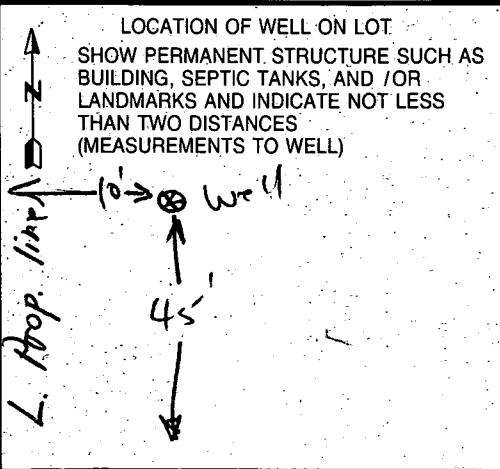 LOCATION OF WELL ON LOT
SHOW PERMANENT STRUCTURE SUCH AS
BUILDING, SEPTIC TANKS, AND /OR
LANDMARKS AND INDICATE NOT LESS
THAN TWO DISTANCES
(MEASUREMENTS TO WELL)
N
10' Well
45'
L. Prop. line